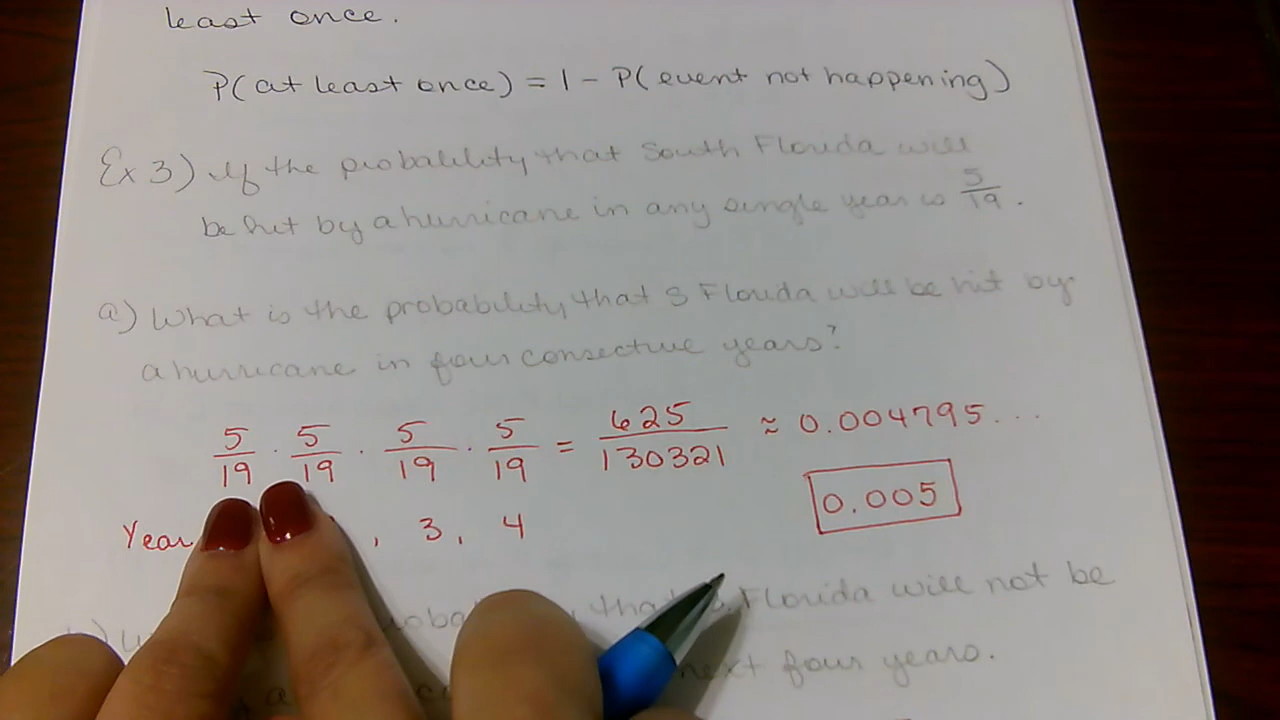 least once.
P(at least once) = 1 - P(event not happening)
Ex 3) If the probability that South Florida will
be hit by a hurricane in any single year is 5/19.
a) What is the probability that S Florida will be hit by
a hurricane in four consective years?
5/19 · 5/19 · 5/19 · 5/19 = 625/130321 ≈ 0.004795...
0.005
Year , 3, 4
that S. Florida will not be
next four years.